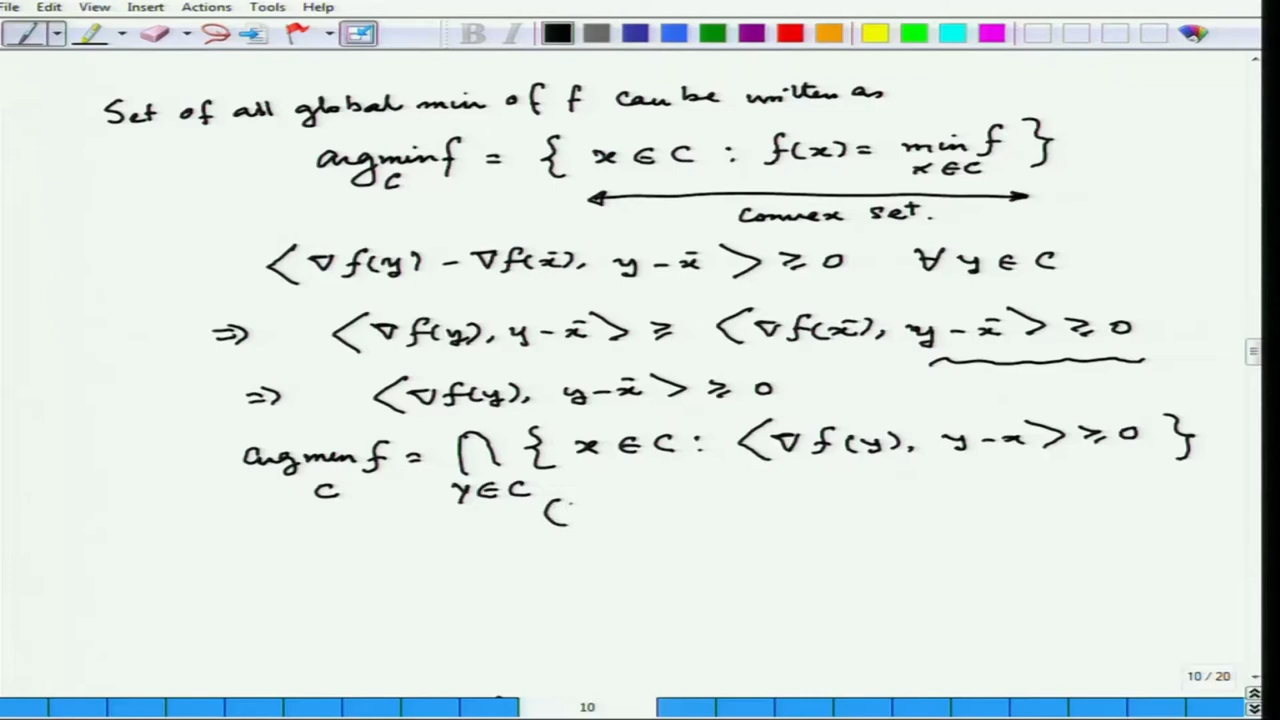 File Edit View Insert Actions Tools Help
B I
Set of all global min of f can be written as
argmin f = { x ∈ C : f(x) = min f }
C x ∈ C
convex set.
⟨ ∇f(y) - ∇f(x̄), y - x̄ ⟩ ≥ 0 ∀ y ∈ C
⇒ ⟨ ∇f(y), y - x̄ ⟩ ≥ ⟨ ∇f(x̄), y - x̄ ⟩ ≥ 0
⇒ ⟨ ∇f(y), y - x̄ ⟩ ≥ 0
argmin f = ⋂ { x ∈ C : ⟨ ∇f(y), y - x ⟩ ≥ 0 }
C y ∈ C
(
10 / 20
10